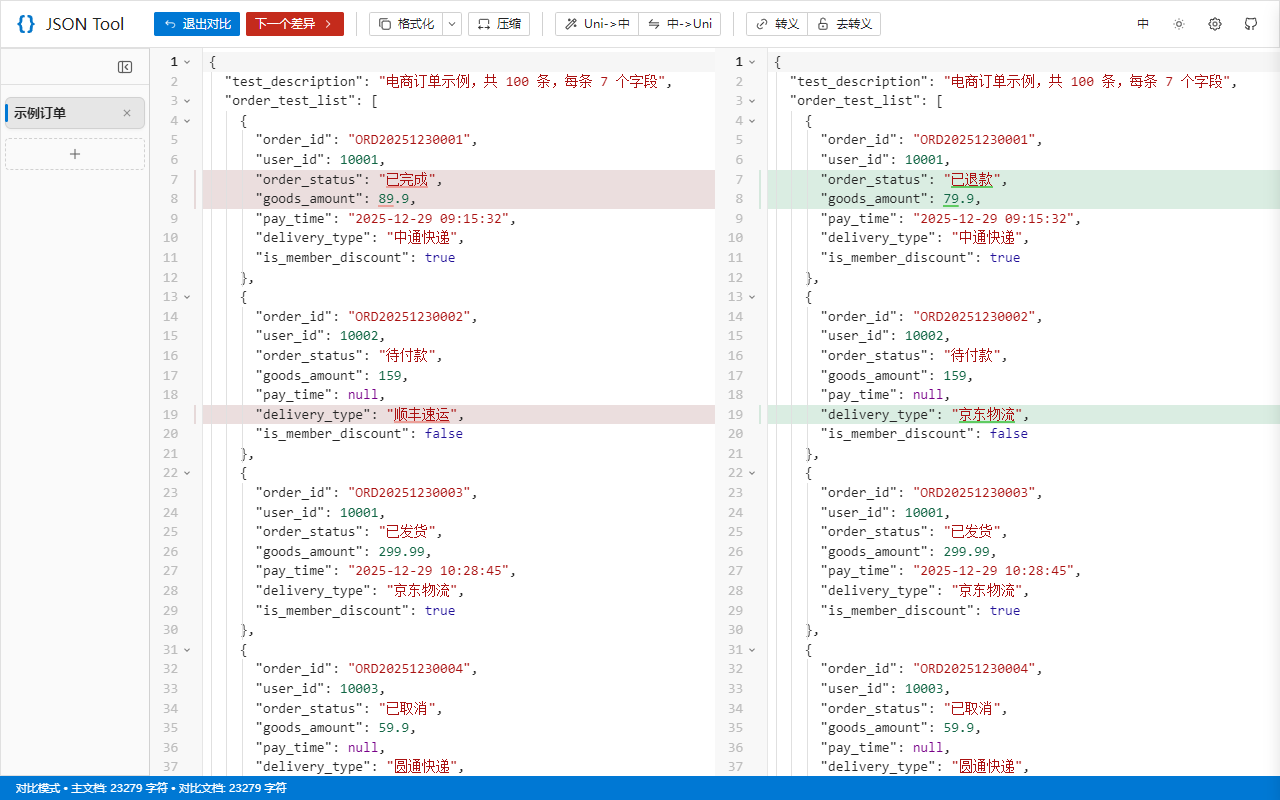 {} JSON Tool 退出对比 下一个差异 格式化 压缩 Uni->中 中->Uni 转义 去转义 中
示例订单 ×
+
1 {
2 "test_description": "电商订单示例，共 100 条，每条 7 个字段",
3 "order_test_list": [
4 {
5 "order_id": "ORD20251230001",
6 "user_id": 10001,
7 "order_status": "已完成",
8 "goods_amount": 89.9,
9 "pay_time": "2025-12-29 09:15:32",
10 "delivery_type": "中通快递",
11 "is_member_discount": true
12 },
13 {
14 "order_id": "ORD20251230002",
15 "user_id": 10002,
16 "order_status": "待付款",
17 "goods_amount": 159,
18 "pay_time": null,
19 "delivery_type": "顺丰速运",
20 "is_member_discount": false
21 },
22 {
23 "order_id": "ORD20251230003",
24 "user_id": 10001,
25 "order_status": "已发货",
26 "goods_amount": 299.99,
27 "pay_time": "2025-12-29 10:28:45",
28 "delivery_type": "京东物流",
29 "is_member_discount": true
30 },
31 {
32 "order_id": "ORD20251230004",
33 "user_id": 10003,
34 "order_status": "已取消",
35 "goods_amount": 59.9,
36 "pay_time": null,
37 "delivery_type": "圆通快递",
1 {
2 "test_description": "电商订单示例，共 100 条，每条 7 个字段",
3 "order_test_list": [
4 {
5 "order_id": "ORD20251230001",
6 "user_id": 10001,
7 "order_status": "已退款",
8 "goods_amount": 79.9,
9 "pay_time": "2025-12-29 09:15:32",
10 "delivery_type": "中通快递",
11 "is_member_discount": true
12 },
13 {
14 "order_id": "ORD20251230002",
15 "user_id": 10002,
16 "order_status": "待付款",
17 "goods_amount": 159,
18 "pay_time": null,
19 "delivery_type": "京东物流",
20 "is_member_discount": false
21 },
22 {
23 "order_id": "ORD20251230003",
24 "user_id": 10001,
25 "order_status": "已发货",
26 "goods_amount": 299.99,
27 "pay_time": "2025-12-29 10:28:45",
28 "delivery_type": "京东物流",
29 "is_member_discount": true
30 },
31 {
32 "order_id": "ORD20251230004",
33 "user_id": 10003,
34 "order_status": "已取消",
35 "goods_amount": 59.9,
36 "pay_time": null,
37 "delivery_type": "圆通快递",
对比模式 • 主文档: 23279 字符 • 对比文档: 23279 字符